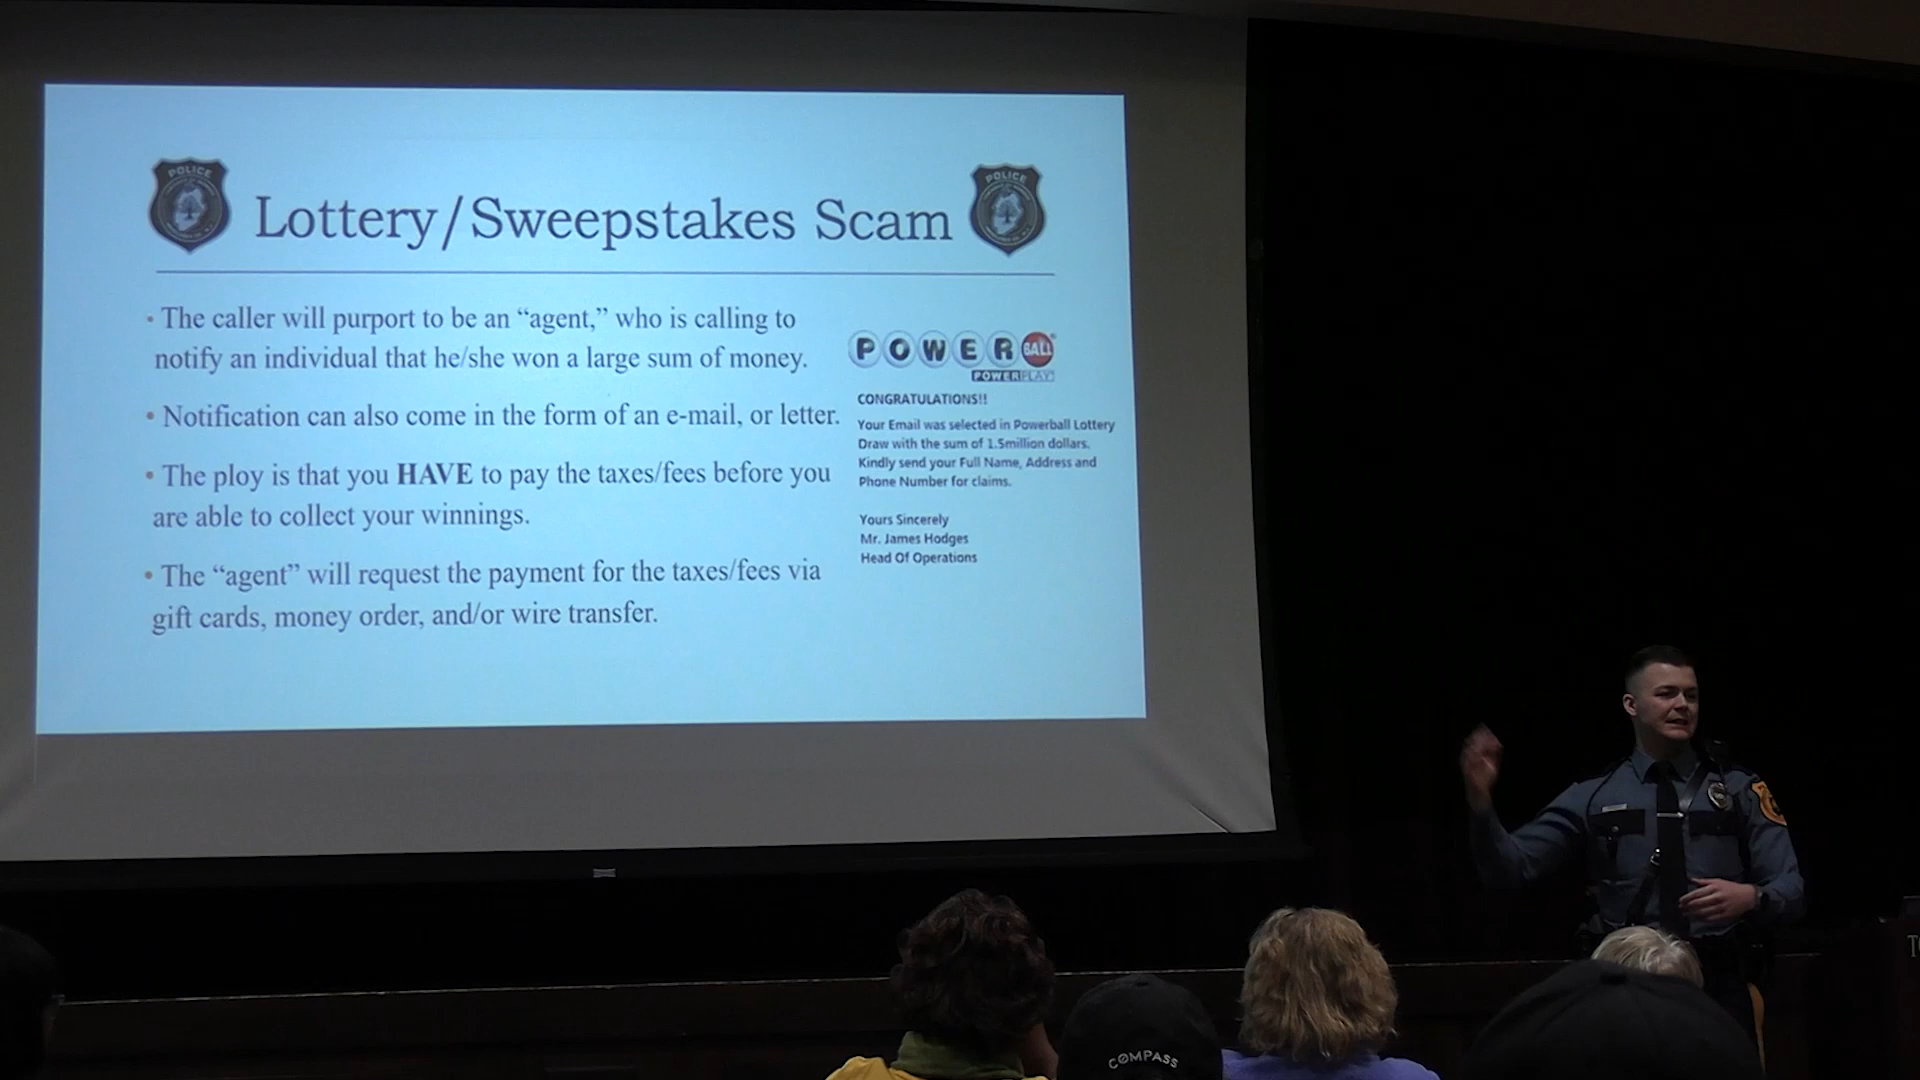 POLICE
POLICE
Lottery/Sweepstakes Scam
• The caller will purport to be an “agent,” who is calling to
notify an individual that he/she won a large sum of money.
• Notification can also come in the form of an e-mail, or letter.
• The ploy is that you HAVE to pay the taxes/fees before you
are able to collect your winnings.
• The “agent” will request the payment for the taxes/fees via
gift cards, money order, and/or wire transfer.
POWERBALL®
POWERPLAY
CONGRATULATIONS!!
Your Email was selected in Powerball Lottery
Draw with the sum of 1.5million dollars.
Kindly send your Full Name, Address and
Phone Number for claims.
Yours Sincerely
Mr. James Hodges
Head Of Operations
COMPASS